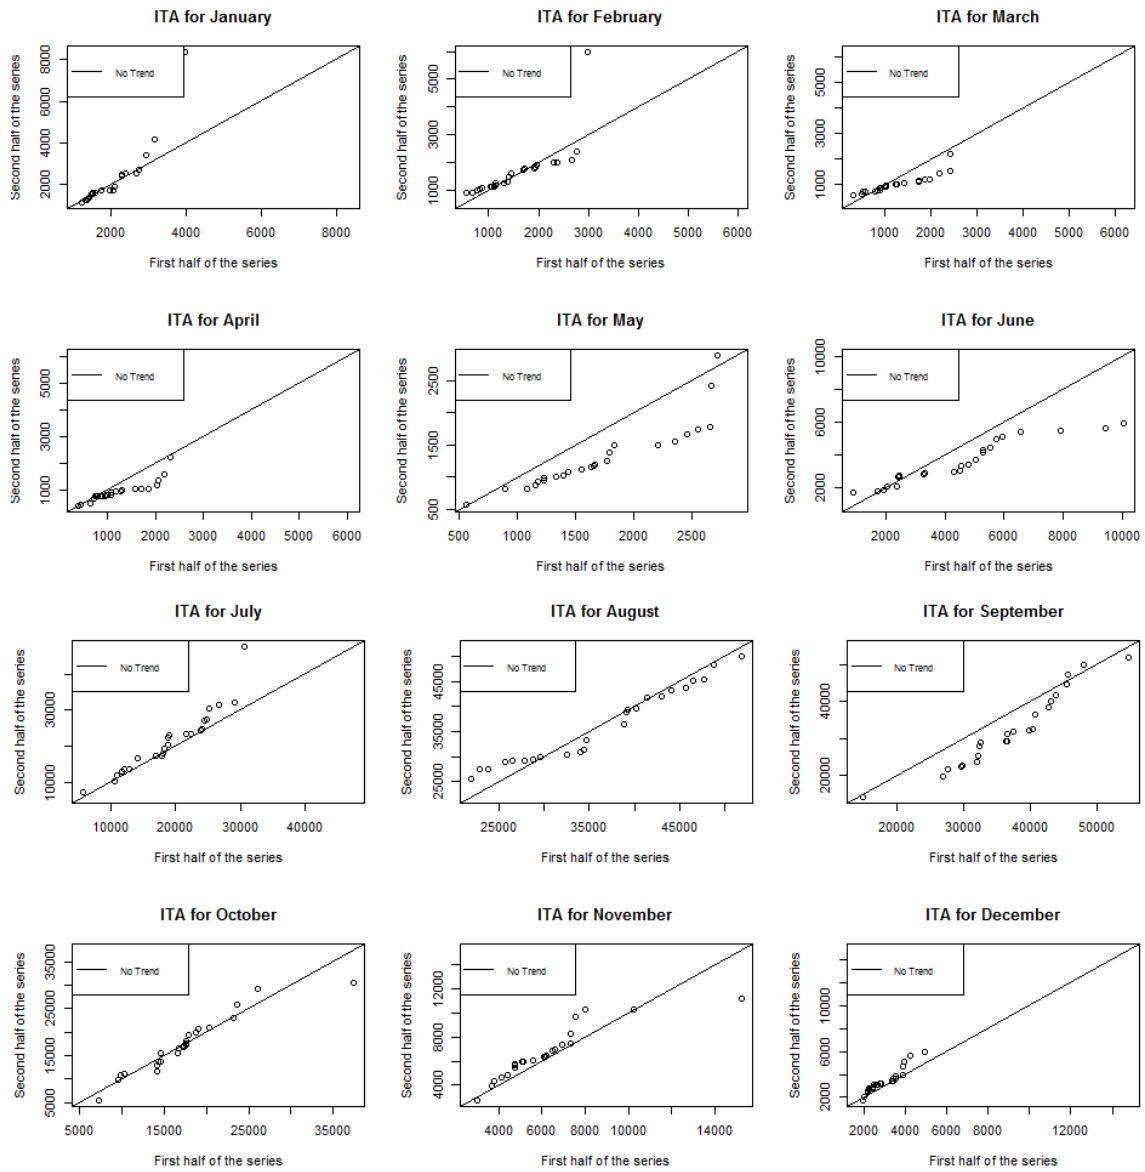 ITA for January
ITA for February
ITA for March
Second half of the series
2000 4000 6000 8000
No Trend
2000 4000 6000 8000
First half of the series
Second half of the series
1000 3000 5000
No Trend
1000 2000 3000 4000 5000 6000
First half of the series
Second half of the series
1000 3000 5000
No Trend
1000 2000 3000 4000 5000 6000
First half of the series
ITA for April
ITA for May
ITA for June
Second half of the series
1000 3000 5000
No Trend
1000 2000 3000 4000 5000 6000
First half of the series
Second half of the series
500 1500 2500
No Trend
500 1000 1500 2000 2500
First half of the series
Second half of the series
2000 6000 10000
No Trend
2000 4000 6000 8000 10000
First half of the series
ITA for July
ITA for August
ITA for September
Second half of the series
10000 30000
No Trend
10000 20000 30000 40000
First half of the series
Second half of the series
25000 35000 45000
No Trend
25000 35000 45000
First half of the series
Second half of the series
20000 40000
No Trend
20000 30000 40000 50000
First half of the series
ITA for October
ITA for November
ITA for December
Second half of the series
5000 15000 25000 35000
No Trend
5000 15000 25000 35000
First half of the series
Second half of the series
4000 8000 12000
No Trend
4000 6000 8000 10000 14000
First half of the series
Second half of the series
2000 6000 10000
No Trend
2000 4000 6000 8000 12000
First half of the series